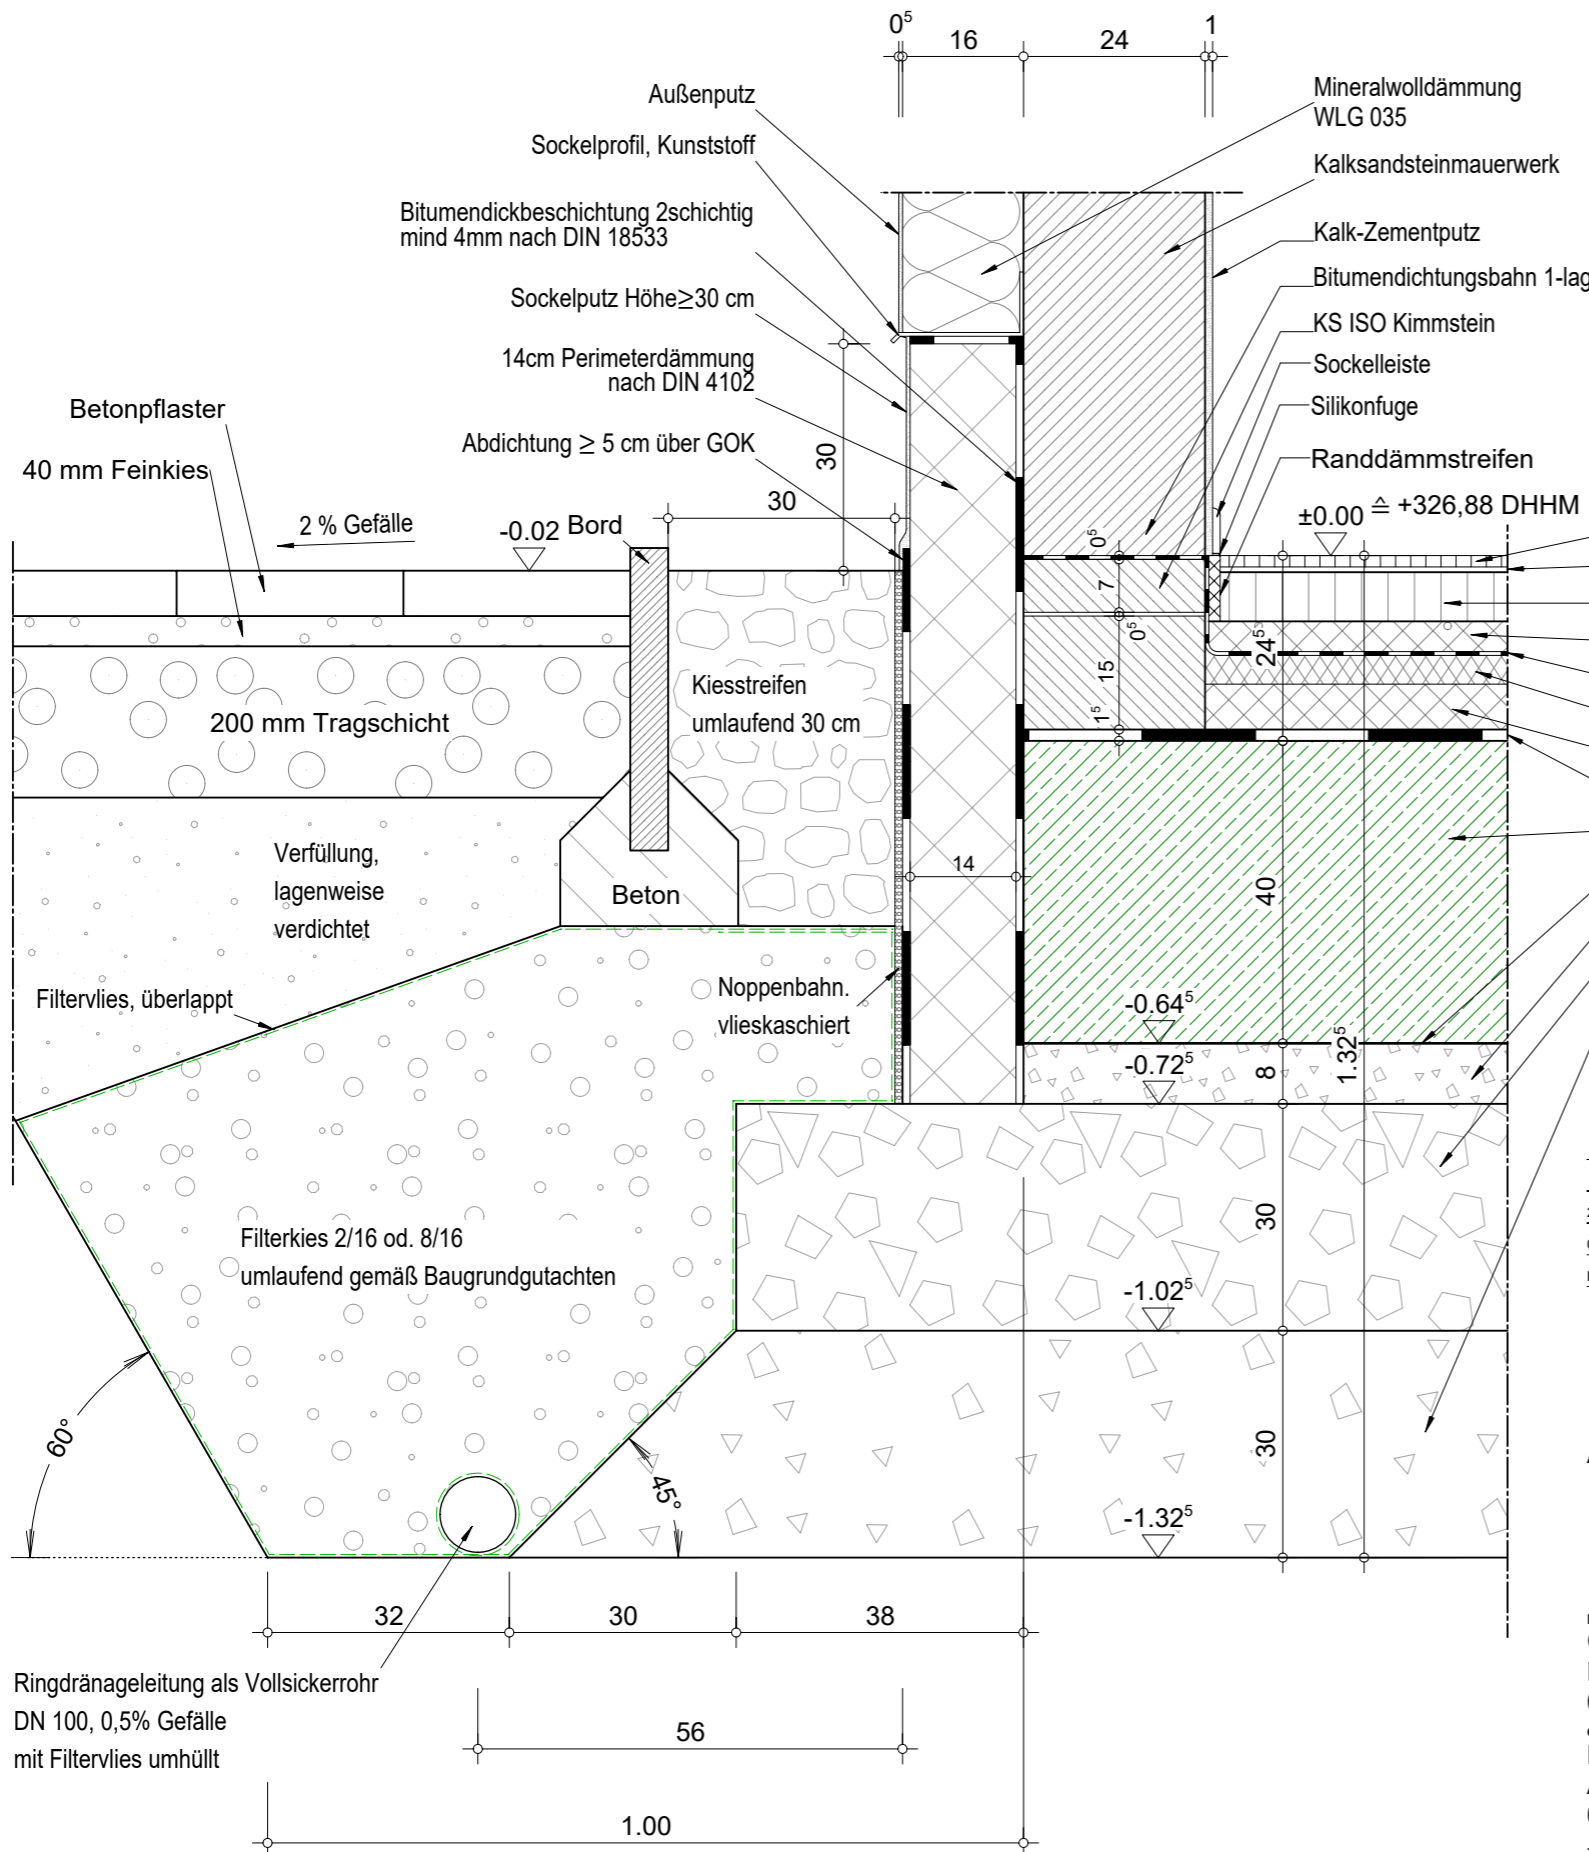 0⁵
16
24
1
Außenputz
Sockelprofil, Kunststoff
Bitumendickbeschichtung 2schichtig
mind 4mm nach DIN 18533
Sockelputz Höhe≥30 cm
14cm Perimeterdämmung
nach DIN 4102
Abdichtung ≥ 5 cm über GOK
Mineralwolldämmung
WLG 035
Kalksandsteinmauerwerk
Kalk-Zementputz
Bitumendichtungsbahn 1-lag
KS ISO Kimmstein
Sockelleiste
Silikonfuge
Randdämmstreifen
±0.00 ≙ +326,88 DHHM
Betonpflaster
40 mm Feinkies
2 % Gefälle
-0.02
Bord
30
30
0⁵
7
0⁵
15
1⁵
24⁵
200 mm Tragschicht
Kiesstreifen
umlaufend 30 cm
Verfüllung,
lagenweise
verdichtet
Beton
14
40
Filtervlies, überlappt
Noppenbahn.
vlieskaschiert
-0.64⁵
-0.72⁵
8
1.32⁵
Filterkies 2/16 od. 8/16
umlaufend gemäß Baugrundgutachten
30
-1.02⁵
30
-1.32⁵
60°
45°
32
30
38
Ringdränageleitung als Vollsickerrohr
DN 100, 0,5% Gefälle
mit Filtervlies umhüllt
56
1.00